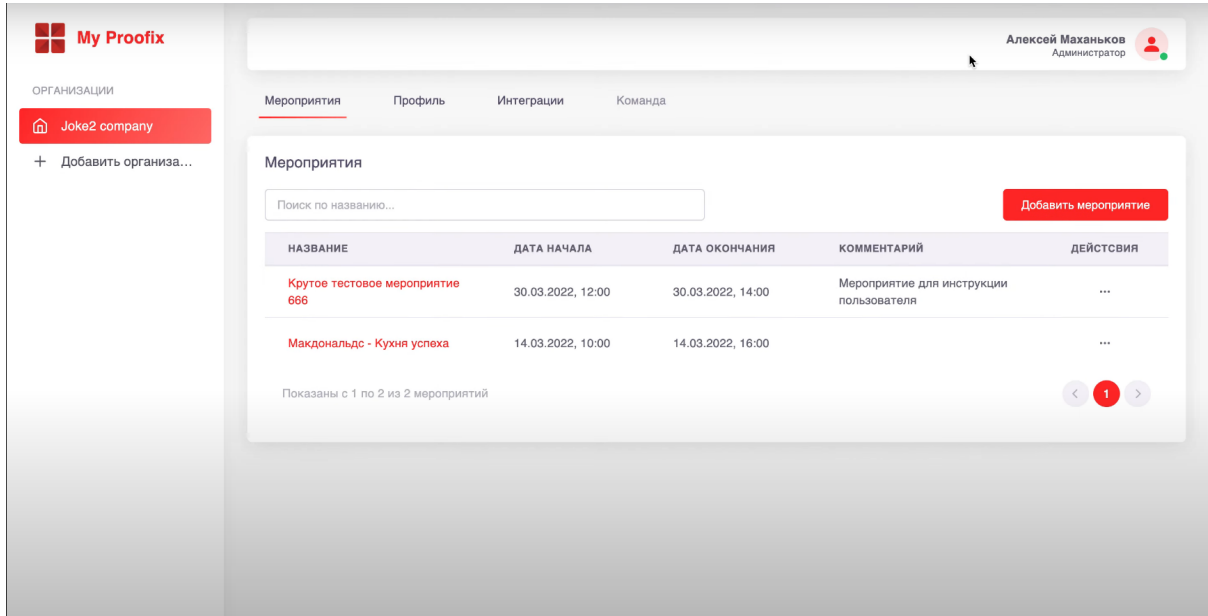 My Proofix
Алексей Маханьков
Администратор
ОРГАНИЗАЦИИ
Joke2 company
+ Добавить организа...
Мероприятия Профиль Интеграции Команда
Мероприятия
Поиск по названию...
Добавить мероприятие
НАЗВАНИЕ ДАТА НАЧАЛА ДАТА ОКОНЧАНИЯ КОММЕНТАРИЙ ДЕЙСТСВИЯ
Крутое тестовое мероприятие
666
30.03.2022, 12:00 30.03.2022, 14:00
Мероприятие для инструкции
пользователя
...
Макдональдс - Кухня успеха 14.03.2022, 10:00 14.03.2022, 16:00 ...
Показаны с 1 по 2 из 2 мероприятий
< 1 >